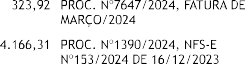 323,92 PROC. N°7647/2024, FATURA DE
MARÇO/2024
4.166,31 PROC. N°1390/2024, NFS-E
N°153/2024 DE 16/12/2023